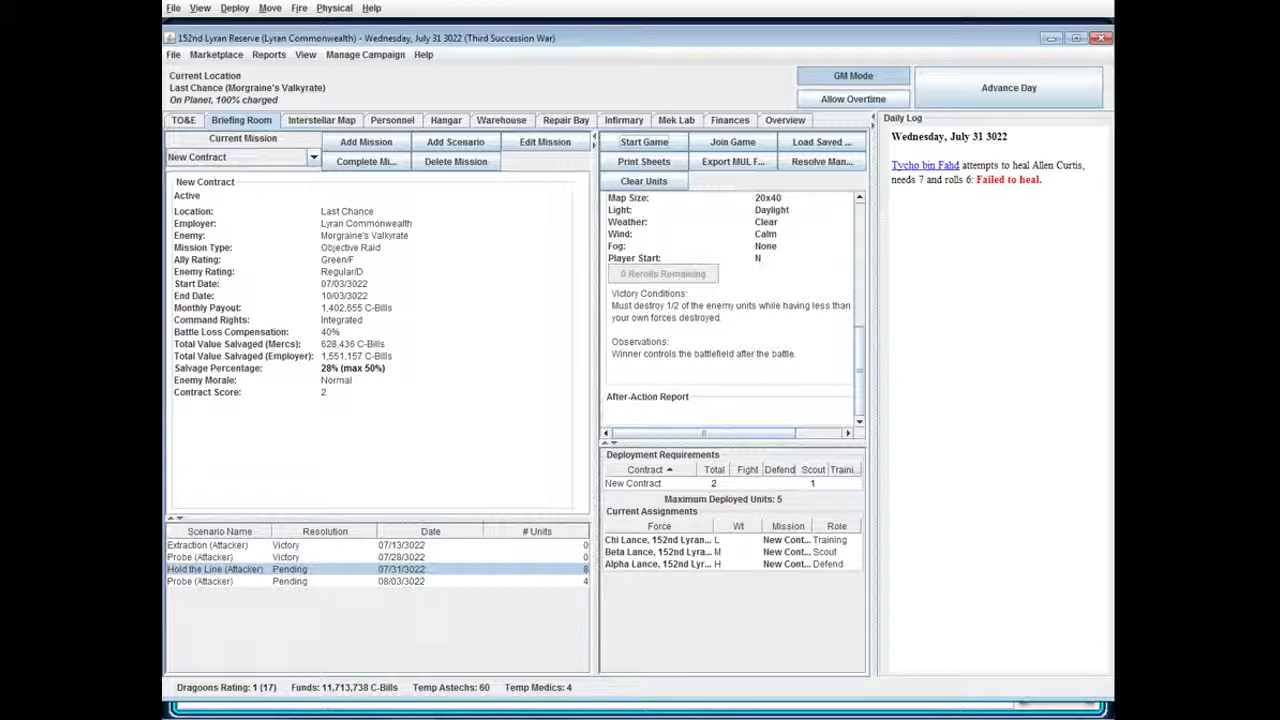 File View Deploy Move Fire Physical Help
152nd Lyran Reserve (Lyran Commonwealth) - Wednesday, July 31 3022 (Third Succession War)
File Marketplace Reports View Manage Campaign Help
Current Location
Last Chance (Morgraine's Valkyrate)
On Planet, 100% charged
GM Mode
Allow Overtime
Advance Day
TO&E Briefing Room Interstellar Map Personnel Hangar Warehouse Repair Bay Infirmary Mek Lab Finances Overview
Current Mission
New Contract
Add Mission Add Scenario Edit Mission
Complete Mi... Delete Mission
New Contract
Active
Location: Last Chance
Employer: Lyran Commonwealth
Enemy: Morgraine's Valkyrate
Mission Type: Objective Raid
Ally Rating: Green/F
Enemy Rating: Regular/D
Start Date: 07/03/3022
End Date: 10/03/3022
Monthly Payout: 1,402,655 C-Bills
Command Rights: Integrated
Battle Loss Compensation: 40%
Total Value Salvaged (Mercs): 628,436 C-Bills
Total Value Salvaged (Employer): 1,551,157 C-Bills
Salvage Percentage: 28% (max 50%)
Enemy Morale: Normal
Contract Score: 2
Scenario Name Resolution Date # Units
Extraction (Attacker) Victory 07/13/3022 0
Probe (Attacker) Victory 07/28/3022 0
Hold the Line (Attacker) Pending 07/31/3022 8
Probe (Attacker) Pending 08/03/3022 4
Start Game Join Game Load Saved ...
Print Sheets Export MUL F... Resolve Man...
Clear Units
Map Size: 20x40
Light: Daylight
Weather: Clear
Wind: Calm
Fog: None
Player Start: N
0 Rerolls Remaining
Victory Conditions:
Must destroy 1/2 of the enemy units while having less than
your own forces destroyed.
Observations:
Winner controls the battlefield after the battle.
After-Action Report
Deployment Requirements
Contract Total Fight Defend Scout Traini...
New Contract 2 1
Maximum Deployed Units: 5
Current Assignments
Force Wt Mission Role
Chi Lance, 152nd Lyran... L New Cont... Training
Beta Lance, 152nd Lyra... M New Cont... Scout
Alpha Lance, 152nd Lyr... H New Cont... Defend
Daily Log
Wednesday, July 31 3022
Tycho bin Fahd attempts to heal Allen Curtis,
needs 7 and rolls 6: Failed to heal.
Dragoons Rating: 1 (17) Funds: 11,713,738 C-Bills Temp Astechs: 60 Temp Medics: 4